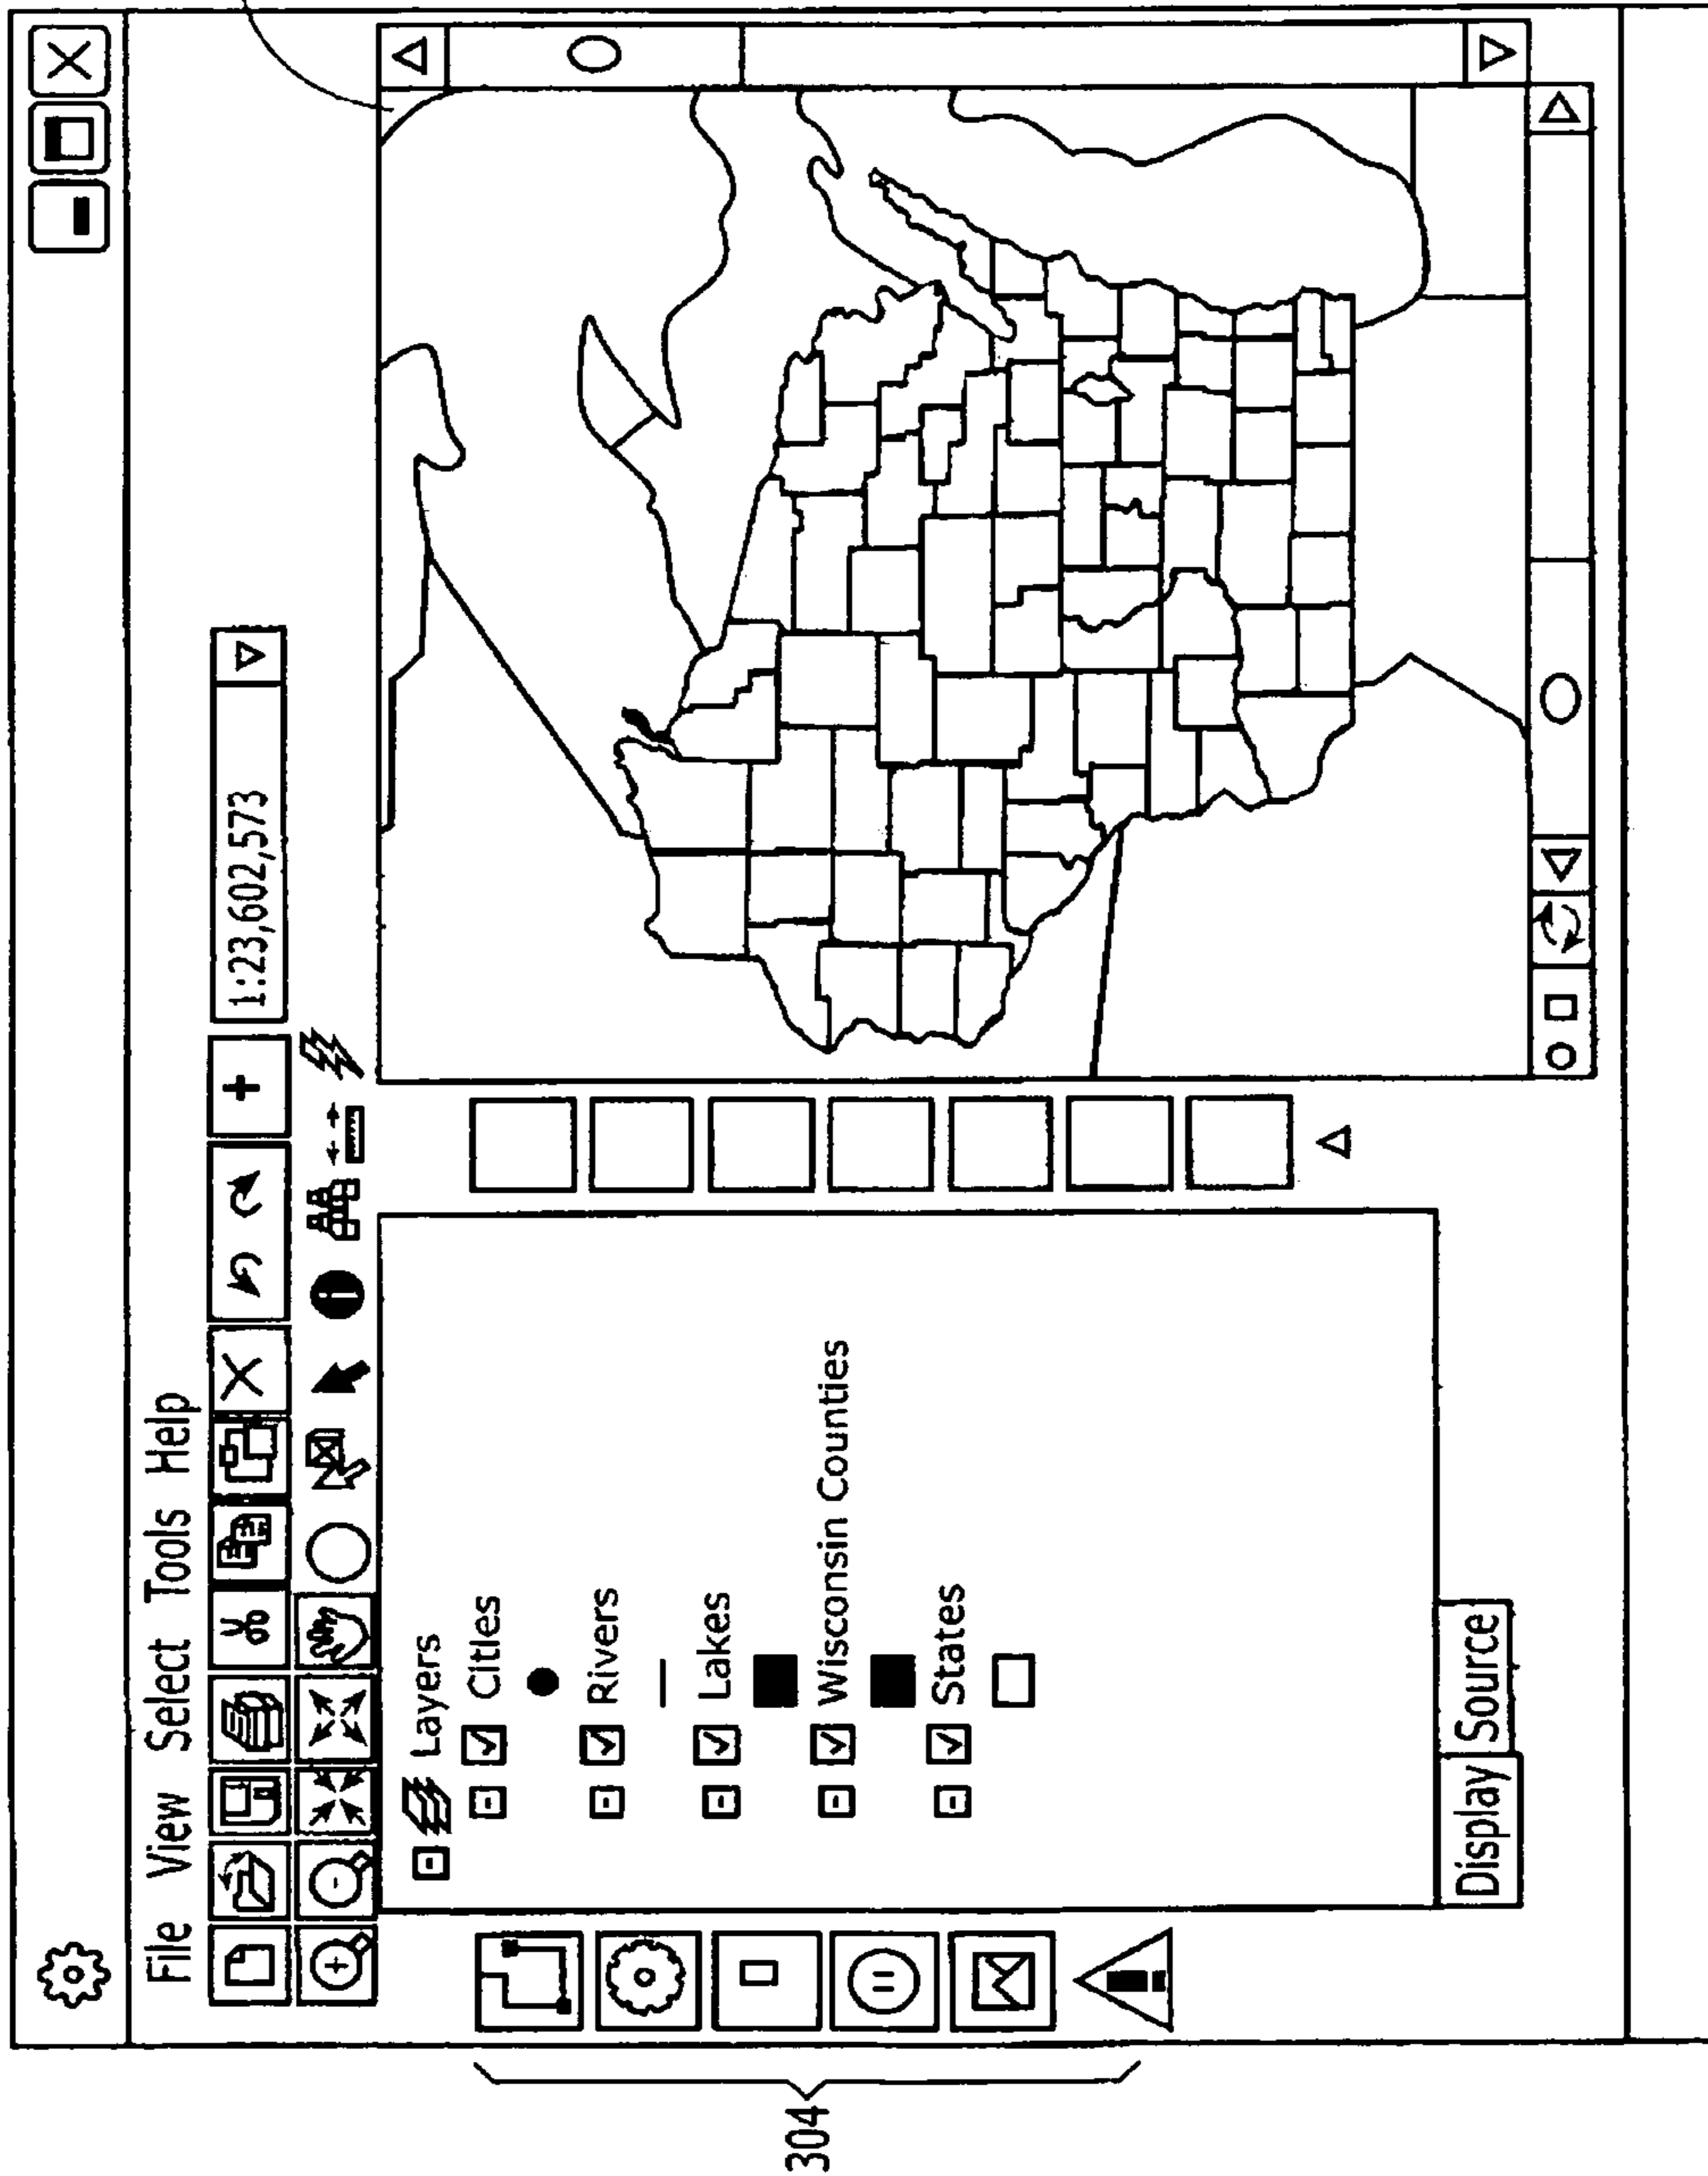 File View Select Tools Help
1:23,602,573
Layers
Cities
Rivers
Lakes
Wisconsin Counties
States
Display Source
304